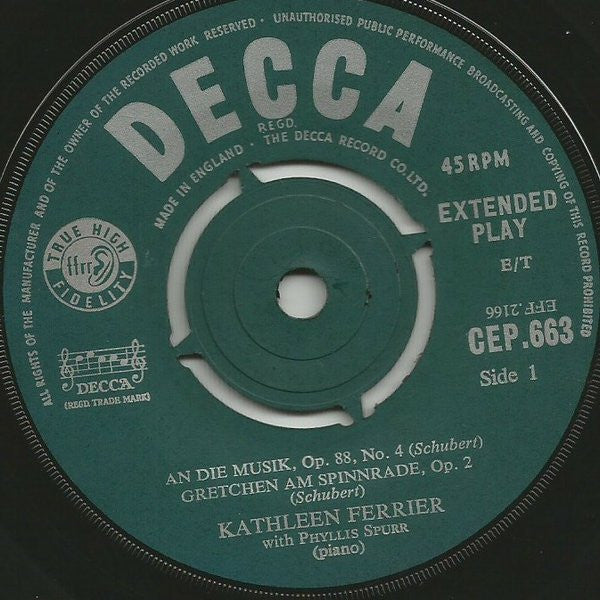 ALL RIGHTS OF THE MANUFACTURER AND OF THE OWNER OF THE RECORDED WORK RESERVED · UNAUTHORISED PUBLIC PERFORMANCE BROADCASTING AND COPYING OF THIS RECORD PROHIBITED
DECCA
REGD.
MADE IN ENGLAND · THE DECCA RECORD CO. LTD.
45 RPM
EXTENDED
PLAY
E/T
TRUE HIGH
ffrr
FIDELITY
EFF.2166
CEP.663
Side 1
DECCA
(REGD. TRADE MARK)
AN DIE MUSIK, Op. 88, No. 4 (Schubert)
GRETCHEN AM SPINNRADE, Op. 2
(Schubert)
KATHLEEN FERRIER
with PHYLLIS SPURR
(piano)